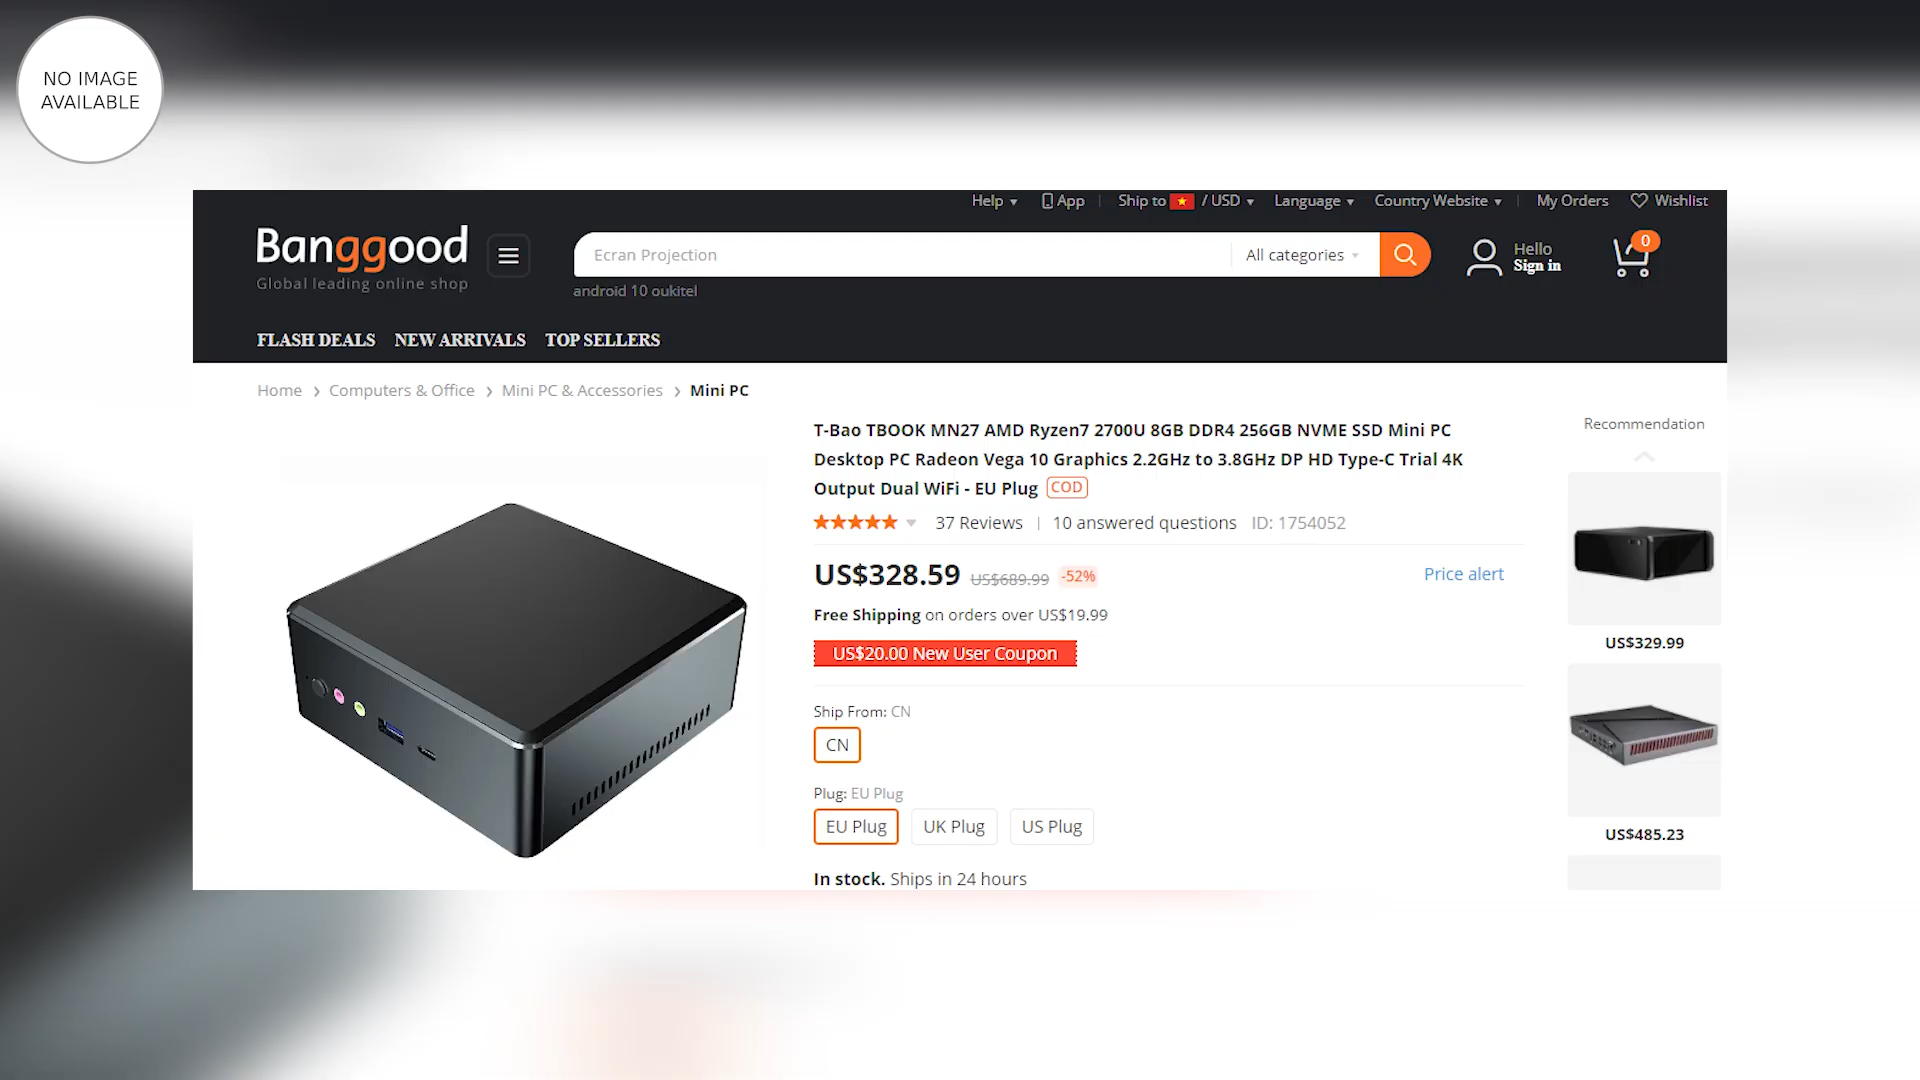 NO IMAGE
AVAILABLE
Help App Ship to / USD Language Country Website My Orders Wishlist
Banggood
Global leading online shop
Ecran Projection
All categories
Hello
Sign in
0
android 10 oukitel
FLASH DEALS NEW ARRIVALS TOP SELLERS
Home > Computers & Office > Mini PC & Accessories > Mini PC
T-Bao TBOOK MN27 AMD Ryzen7 2700U 8GB DDR4 256GB NVME SSD Mini PC
Desktop PC Radeon Vega 10 Graphics 2.2GHz to 3.8GHz DP HD Type-C Trial 4K
Output Dual WiFi - EU Plug COD
37 Reviews | 10 answered questions ID: 1754052
US$328.59 US$689.99 -52%
Price alert
Free Shipping on orders over US$19.99
US$20.00 New User Coupon
Ship From: CN
CN
Plug: EU Plug
EU Plug UK Plug US Plug
In stock. Ships in 24 hours
Recommendation
US$329.99
US$485.23